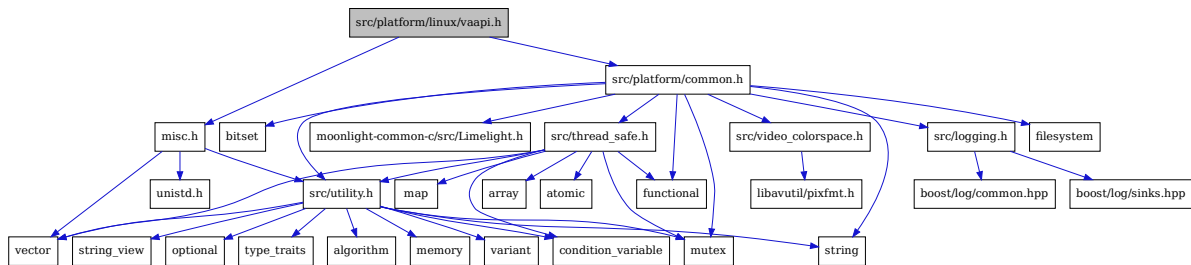 src/platform/linux/vaapi.h
src/platform/common.h
misc.h
bitset
moonlight-common-c/src/Limelight.h
src/thread_safe.h
src/video_colorspace.h
src/logging.h
filesystem
unistd.h
src/utility.h
map
array
atomic
functional
libavutil/pixfmt.h
boost/log/common.hpp
boost/log/sinks.hpp
vector
string_view
optional
type_traits
algorithm
memory
variant
condition_variable
mutex
string